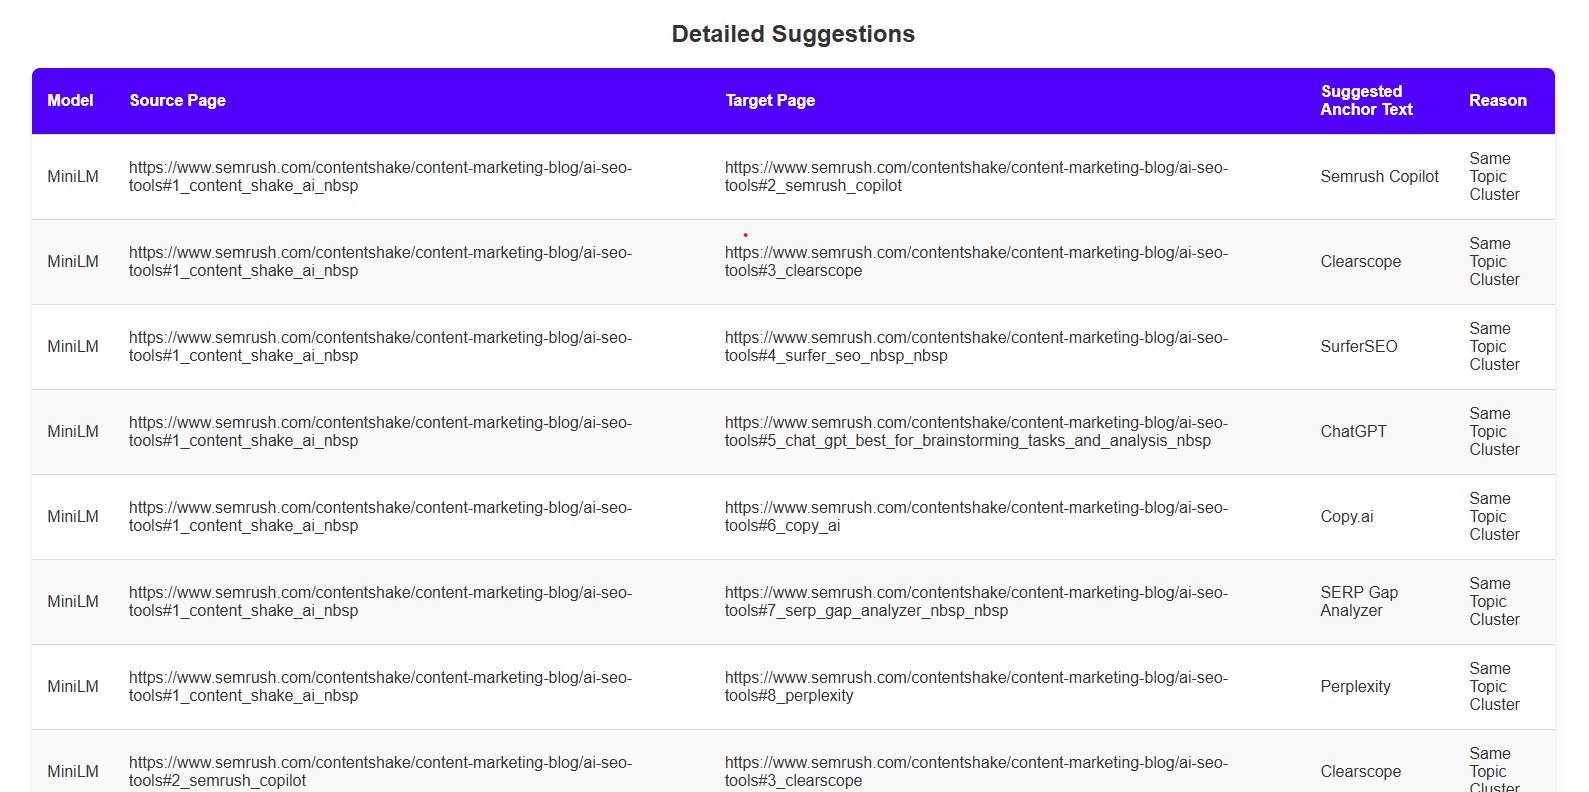 Detailed Suggestions
Model Source Page Target Page Suggested Anchor Text Reason
MiniLM https://www.semrush.com/contentshake/content-marketing-blog/ai-seo-tools#1_content_shake_ai_nbsp https://www.semrush.com/contentshake/content-marketing-blog/ai-seo-tools#2_semrush_copilot Semrush Copilot Same Topic Cluster
MiniLM https://www.semrush.com/contentshake/content-marketing-blog/ai-seo-tools#1_content_shake_ai_nbsp https://www.semrush.com/contentshake/content-marketing-blog/ai-seo-tools#3_clearscope Clearscope Same Topic Cluster
MiniLM https://www.semrush.com/contentshake/content-marketing-blog/ai-seo-tools#1_content_shake_ai_nbsp https://www.semrush.com/contentshake/content-marketing-blog/ai-seo-tools#4_surfer_seo_nbsp_nbsp SurferSEO Same Topic Cluster
MiniLM https://www.semrush.com/contentshake/content-marketing-blog/ai-seo-tools#1_content_shake_ai_nbsp https://www.semrush.com/contentshake/content-marketing-blog/ai-seo-tools#5_chat_gpt_best_for_brainstorming_tasks_and_analysis_nbsp ChatGPT Same Topic Cluster
MiniLM https://www.semrush.com/contentshake/content-marketing-blog/ai-seo-tools#1_content_shake_ai_nbsp https://www.semrush.com/contentshake/content-marketing-blog/ai-seo-tools#6_copy_ai Copy.ai Same Topic Cluster
MiniLM https://www.semrush.com/contentshake/content-marketing-blog/ai-seo-tools#1_content_shake_ai_nbsp https://www.semrush.com/contentshake/content-marketing-blog/ai-seo-tools#7_serp_gap_analyzer_nbsp_nbsp SERP Gap Analyzer Same Topic Cluster
MiniLM https://www.semrush.com/contentshake/content-marketing-blog/ai-seo-tools#1_content_shake_ai_nbsp https://www.semrush.com/contentshake/content-marketing-blog/ai-seo-tools#8_perplexity Perplexity Same Topic Cluster
MiniLM https://www.semrush.com/contentshake/content-marketing-blog/ai-seo-tools#2_semrush_copilot https://www.semrush.com/contentshake/content-marketing-blog/ai-seo-tools#3_clearscope Clearscope Same Topic Cluster